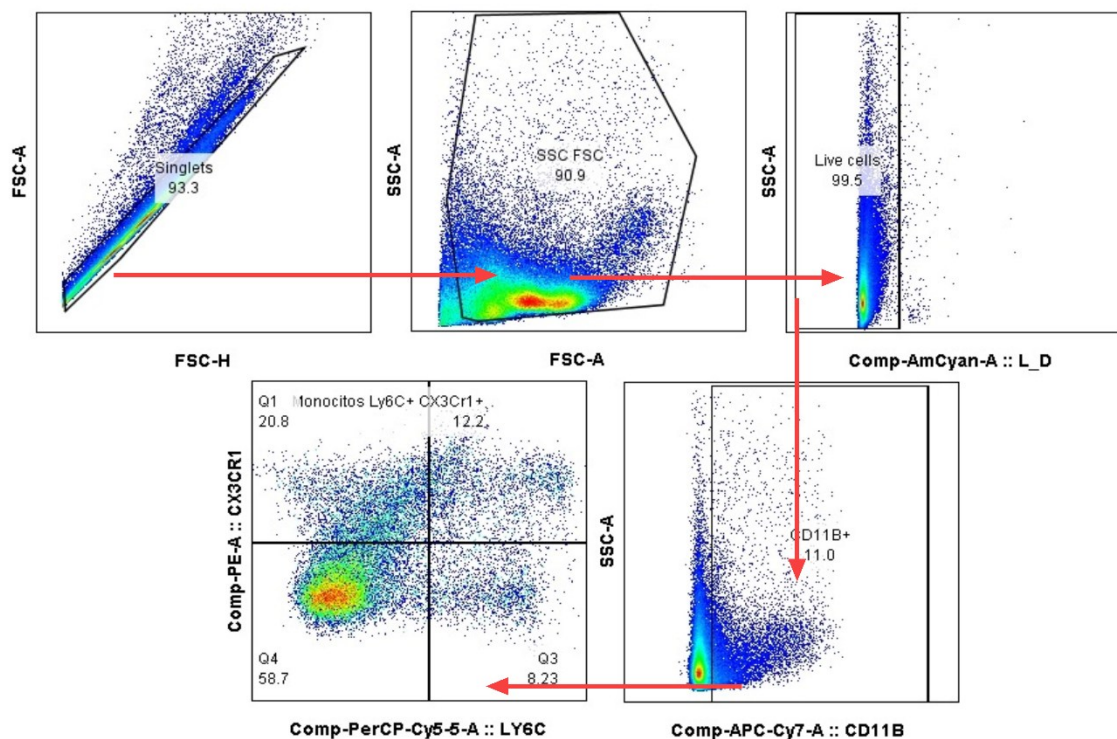 FSC-A
Singlets
93.3
FSC-H
SSC-A
SSC FSC
90.9
FSC-A
SSC-A
Live cells
99.5
Comp-AmCyan-A :: L_D
Comp-PE-A :: CX3CR1
Q1 Monocitos Ly6C+ CX3Cr1+
20.8 12.2
Q4 Q3
58.7 8.23
Comp-PerCP-Cy5-5-A :: LY6C
SSC-A
CD11B+
11.0
Comp-APC-Cy7-A :: CD11B